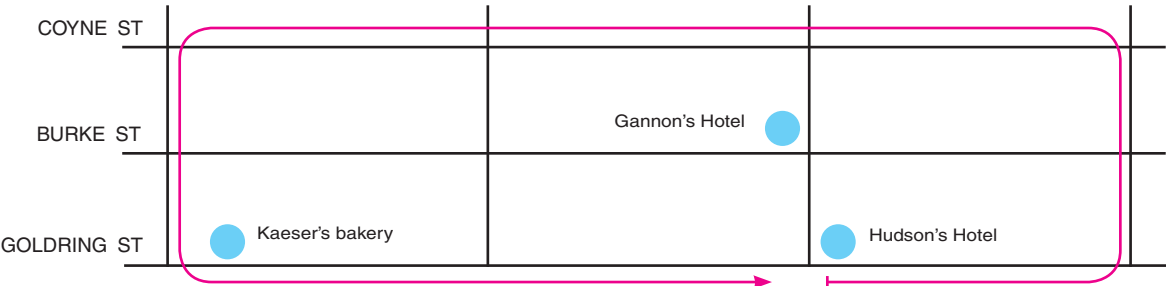 COYNE ST
BURKE ST
Gannon’s Hotel
GOLDRING ST
Kaeser’s bakery
Hudson’s Hotel